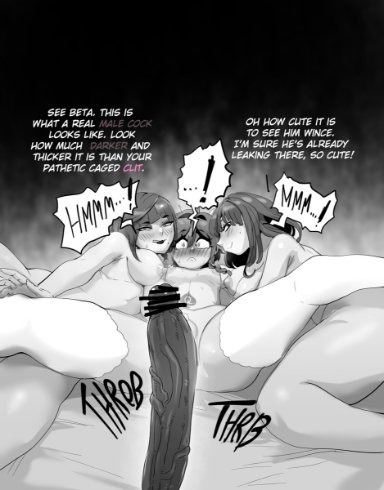 SEE BETA. THIS IS
WHAT A REAL MALE COCK
LOOKS LIKE. LOOK
HOW MUCH DARKER AND
THICKER IT IS THAN YOUR
PATHETIC CAGED CLIT.
OH HOW CUTE IT IS
TO SEE HIM WINCE.
I'M SURE HE'S ALREADY
LEAKING THERE, SO CUTE!
HMMM...!
...!
MMM...!
THROB
THRB